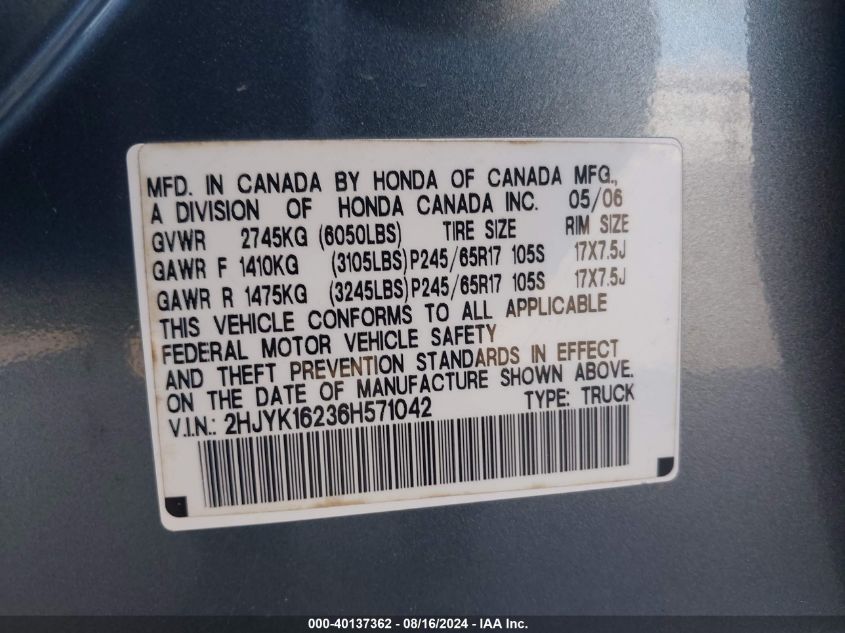 MFD. IN CANADA BY HONDA OF CANADA MFG.,
A DIVISION OF HONDA CANADA INC. 05/06
GVWR 2745KG (6050LBS) TIRE SIZE RIM SIZE
GAWR F 1410KG (3105LBS) P245/65R17 105S 17X7.5J
GAWR R 1475KG (3245LBS) P245/65R17 105S 17X7.5J
THIS VEHICLE CONFORMS TO ALL APPLICABLE
FEDERAL MOTOR VEHICLE SAFETY
AND THEFT PREVENTION STANDARDS IN EFFECT
ON THE DATE OF MANUFACTURE SHOWN ABOVE.
V.I.N.: 2HJYK16236H571042 TYPE: TRUCK
000-40137362 - 08/16/2024 - IAA Inc.